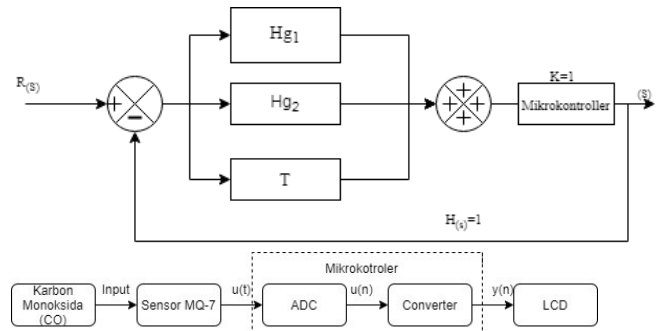 Hg1
R(S)
+
−
Hg2
T
+
+
+
+
K=1
Mikrokontroller
(S)
H(s)=1
Mikrokotroler
Karbon
Monoksida
(CO)
Input
Sensor MQ-7
u(t)
ADC
u(n)
Converter
y(n)
LCD